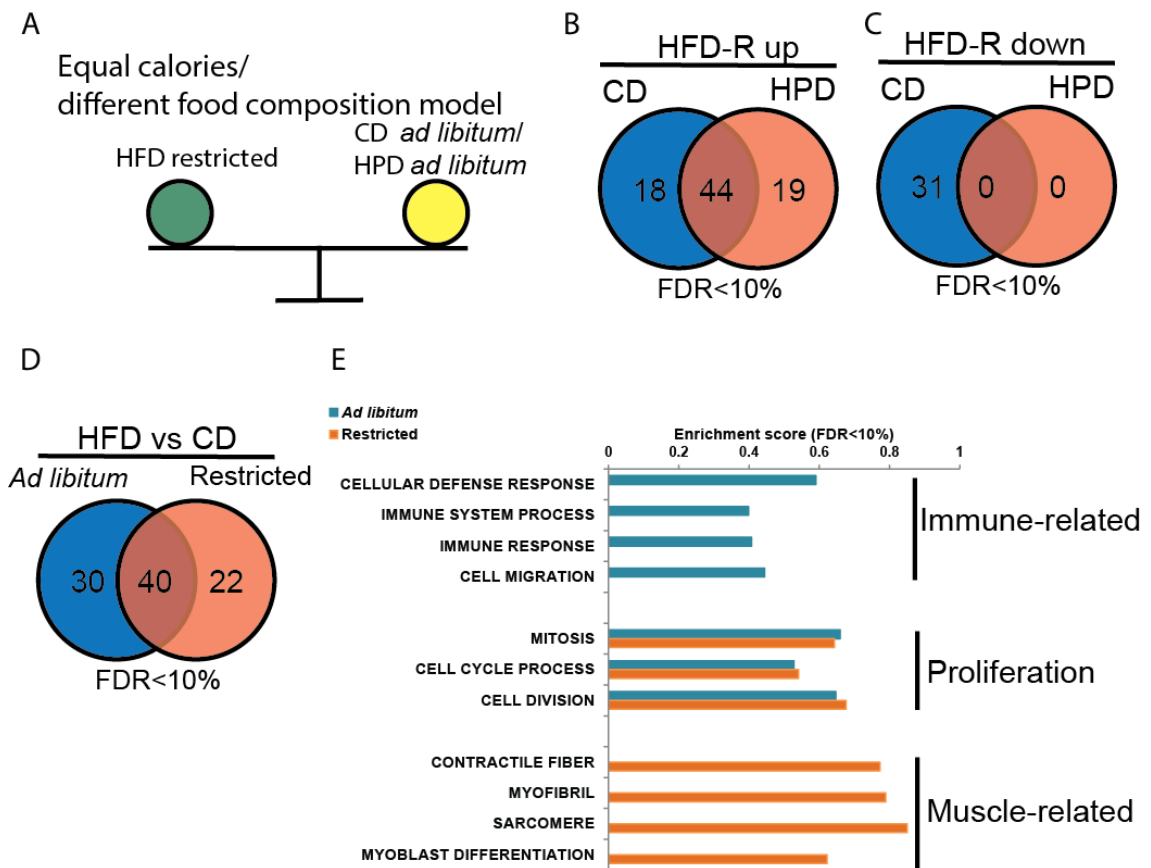 A
Equal calories/
different food composition model
HFD restricted
CD ad libitum/
HPD ad libitum
B
HFD-R up
CD HPD
18 44 19
FDR<10%
C
HFD-R down
CD HPD
31 0 0
FDR<10%
D
HFD vs CD
Ad libitum Restricted
30 40 22
FDR<10%
E
Ad libitum
Restricted
Enrichment score (FDR<10%)
0 0.2 0.4 0.6 0.8 1
CELLULAR DEFENSE RESPONSE
IMMUNE SYSTEM PROCESS
IMMUNE RESPONSE
CELL MIGRATION
Immune-related
MITOSIS
CELL CYCLE PROCESS
CELL DIVISION
Proliferation
CONTRACTILE FIBER
MYOFIBRIL
SARCOMERE
MYOBLAST DIFFERENTIATION
Muscle-related